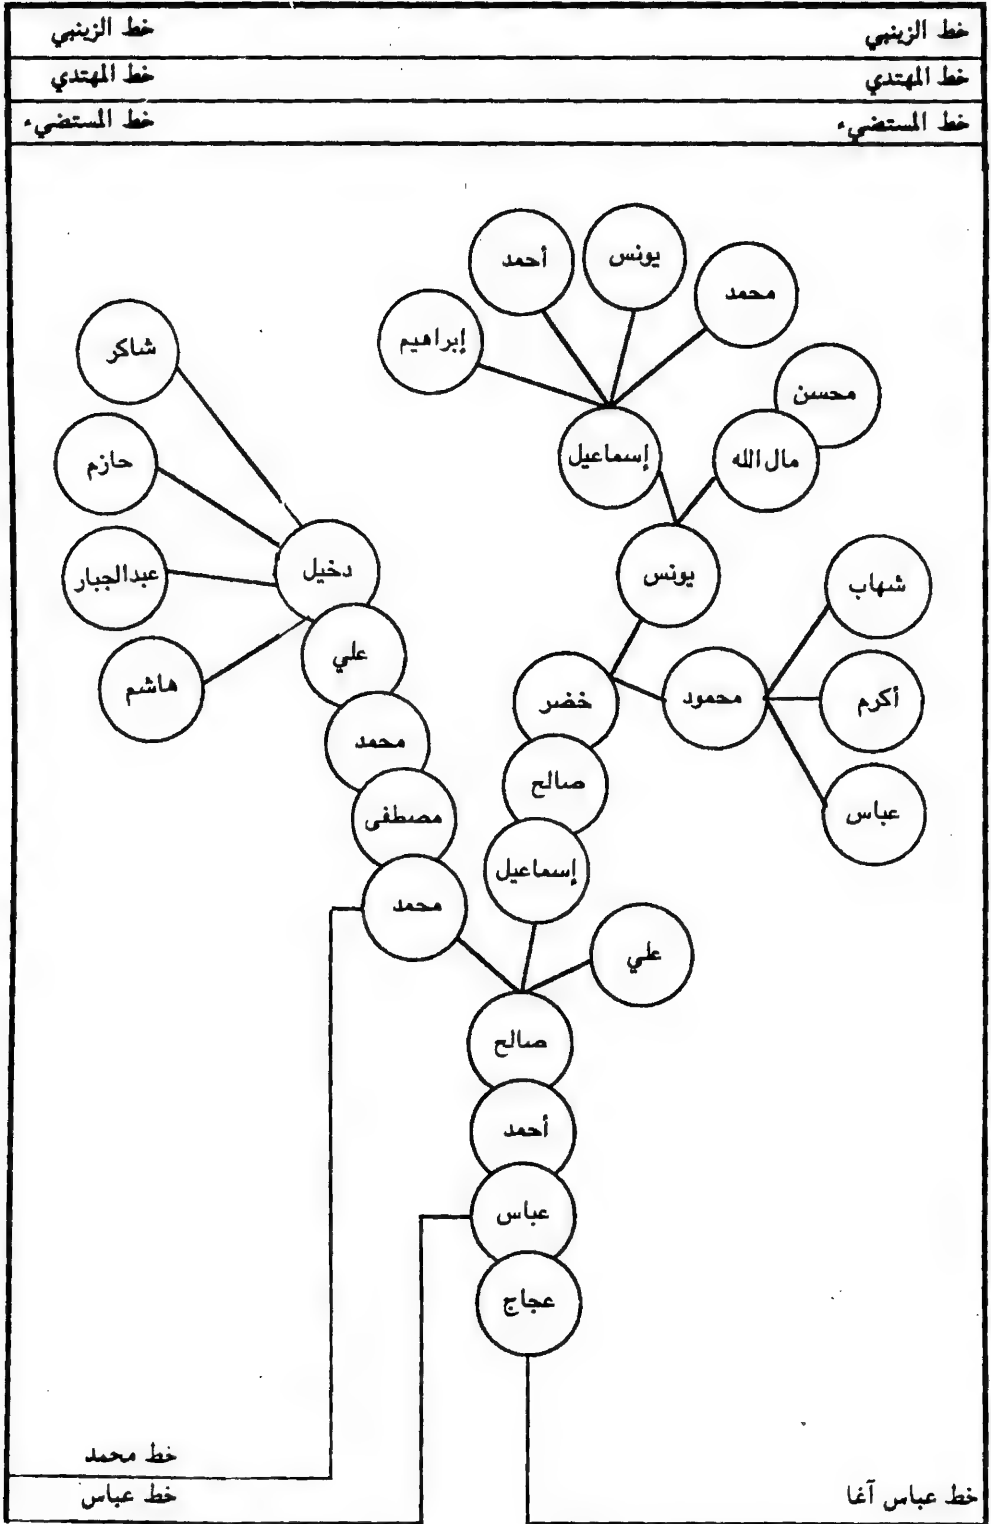 خط الزينبي خط الزينبي
خط المهتدي خط المهتدي
خط المستضيء خط المستضيء
يونس
أحمد
محمد
إبراهيم
شاكر
محسن
مال الله
إسماعيل
حازم
دخيل
يونس
عبدالجبار
شهاب
علي
هاشم
خضر
محمود
أكرم
محمد
صالح
مصطفى
عباس
إسماعيل
محمد
علي
صالح
أحمد
عباس
عجاج
خط محمد
خط عباس آغا خط عباس